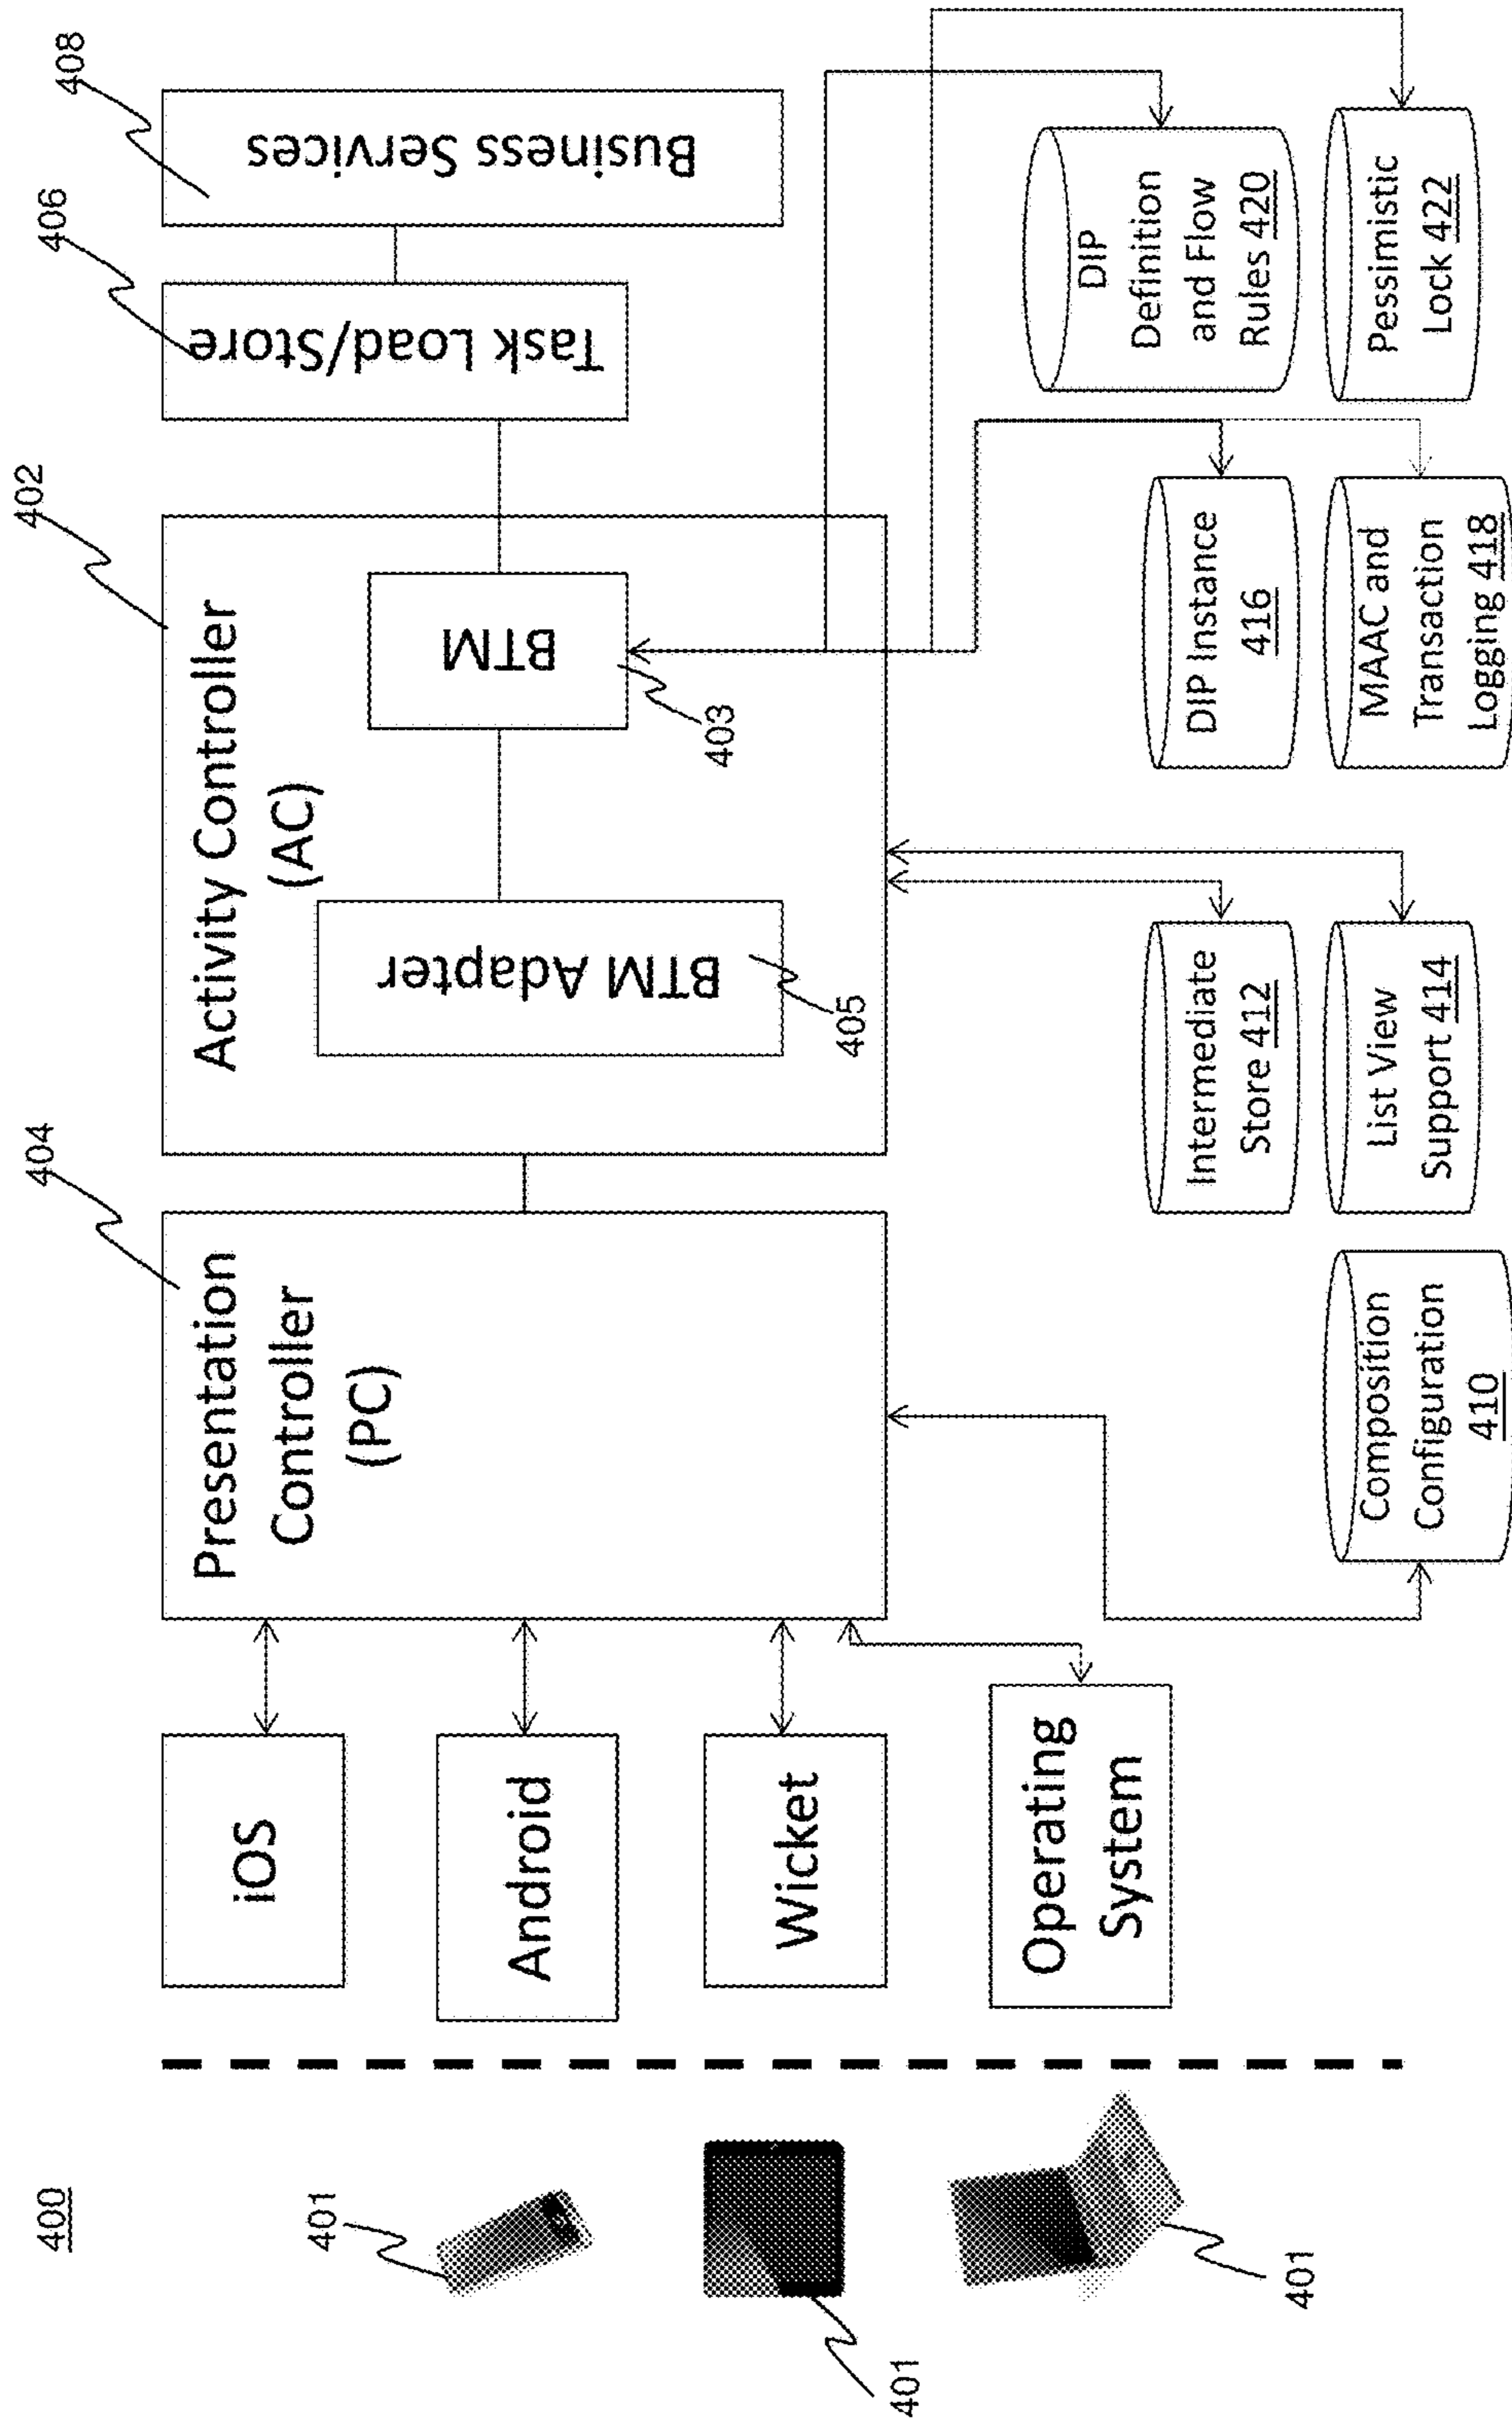 400
401
401
401
iOS
Android
Wicket
Operating
System
404
Presentation
Controller
(PC)
402
Activity Controller
(AC)
BTM Adapter
405
BTM
403
406
Task Load/Store
408
Business Services
Composition
Configuration
410
Intermediate
Store 412
List View
Support 414
DIP Instance
416
MAAC and
Transaction
Logging 418
DIP
Definition
and Flow
Rules 420
Pessimistic
Lock 422